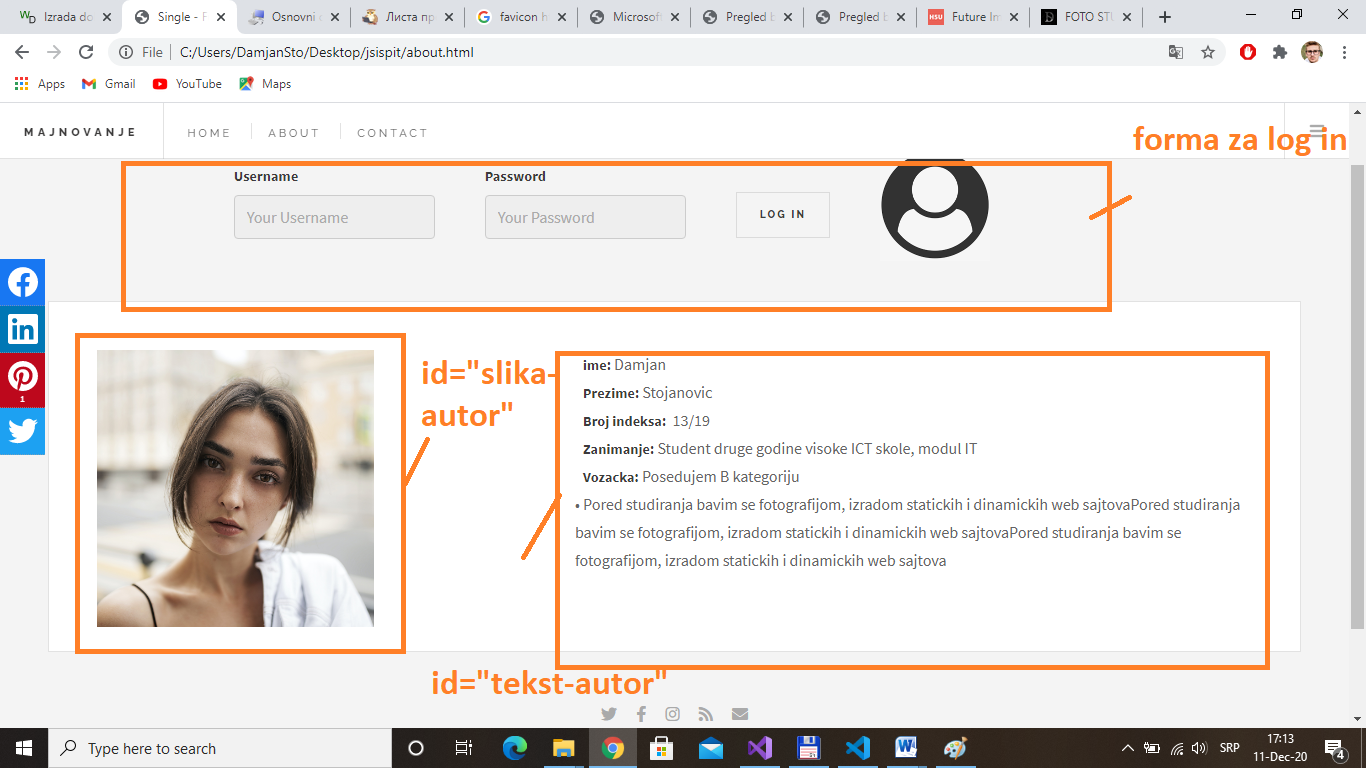 Izrada do
Single - F
Osnovni
Листа пр
favicon h
Microsof
Pregled b
Pregled b
Future Im
FOTO STU
File
C:/Users/DamjanSto/Desktop/jsispit/about.html
Apps
Gmail
YouTube
Maps
MAJNOVANJE
HOME
ABOUT
CONTACT
forma za log in
Username
Password
Your Username
Your Password
LOG IN
1
id="slika-
autor"
ime: Damjan
Prezime: Stojanovic
Broj indeksa: 13/19
Zanimanje: Student druge godine visoke ICT skole, modul IT
Vozacka: Posedujem B kategoriju
• Pored studiranja bavim se fotografijom, izradom statickih i dinamickih web sajtovaPored studiranja
bavim se fotografijom, izradom statickih i dinamickih web sajtovaPored studiranja bavim se
fotografijom, izradom statickih i dinamickih web sajtova
id="tekst-autor"
Type here to search
SRP
17:13
11-Dec-20
4